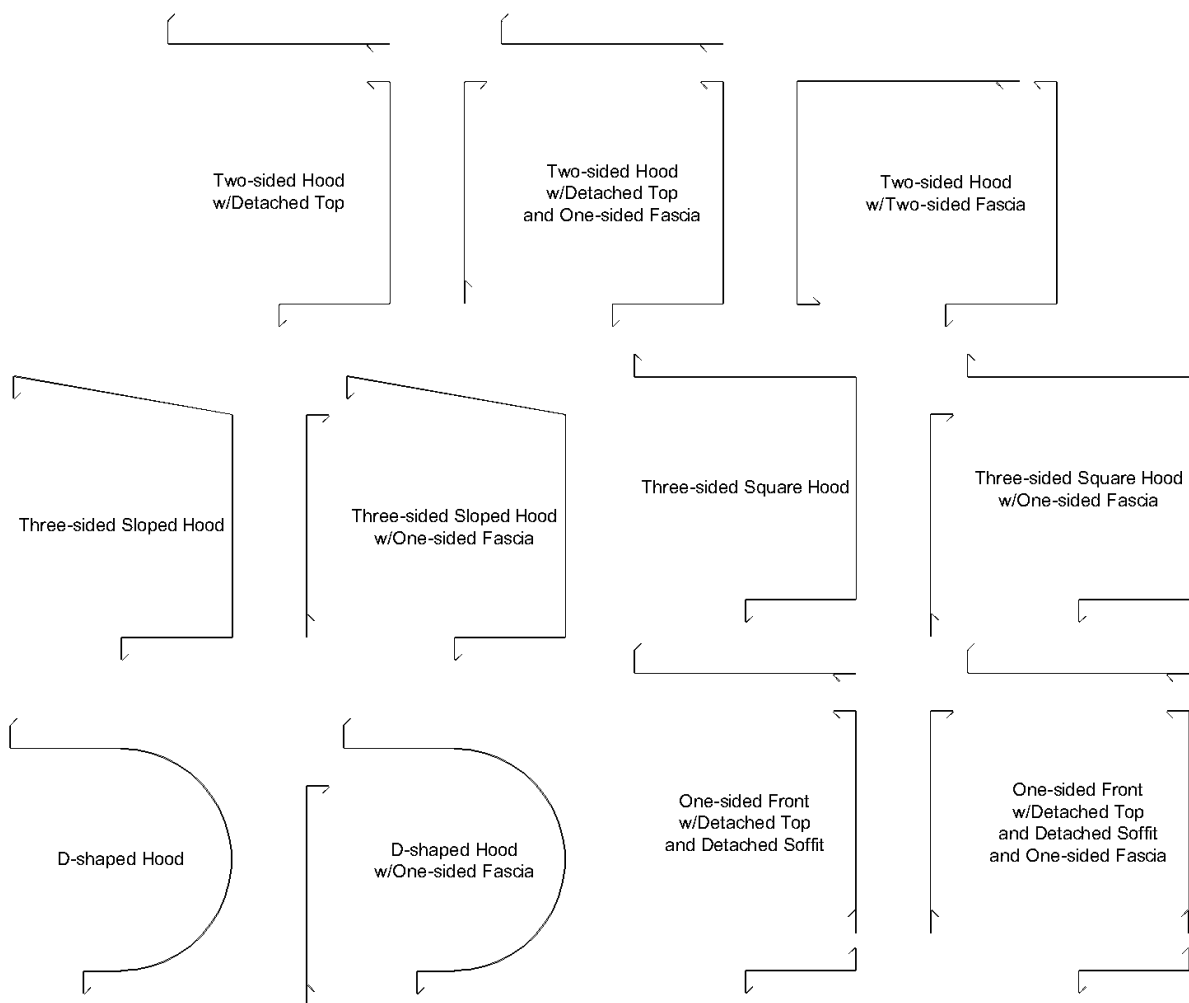 Two-sided Hood
w/Detached Top
Two-sided Hood
w/Detached Top
and One-sided Fascia
Two-sided Hood
w/Two-sided Fascia
Three-sided Sloped Hood
Three-sided Sloped Hood
w/One-sided Fascia
Three-sided Square Hood
Three-sided Square Hood
w/One-sided Fascia
D-shaped Hood
D-shaped Hood
w/One-sided Fascia
One-sided Front
w/Detached Top
and Detached Soffit
One-sided Front
w/Detached Top
and Detached Soffit
and One-sided Fascia